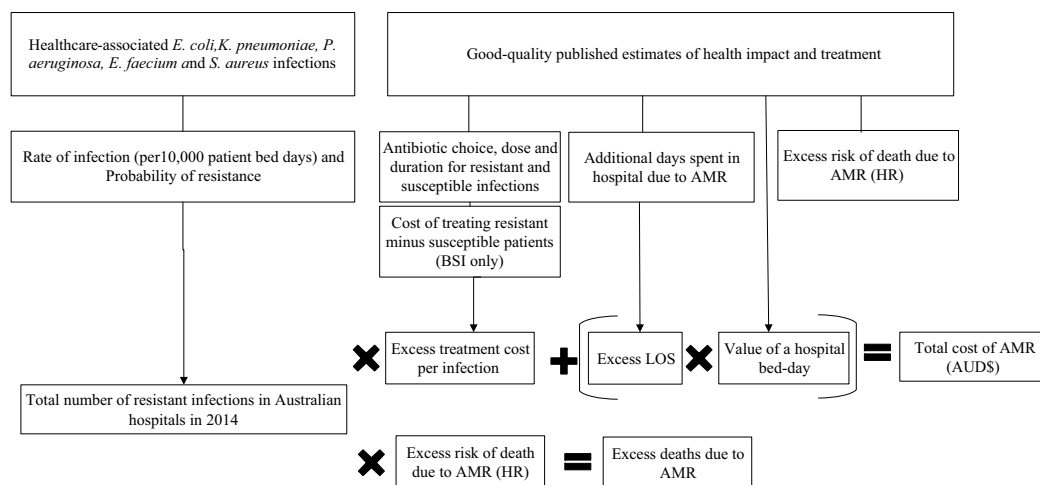 Healthcare-associated E. coli,K. pneumoniae, P.
aeruginosa, E. faecium and S. aureus infections
Good-quality published estimates of health impact and treatment
Rate of infection (per10,000 patient bed days) and
Probability of resistance
Antibiotic choice, dose and
duration for resistant and
susceptible infections
Additional days spent in
hospital due to AMR
Excess risk of death due to
AMR (HR)
Cost of treating resistant
minus susceptible patients
(BSI only)
×
Excess treatment cost
per infection
+
Excess LOS
×
Value of a hospital
bed-day
=
Total cost of AMR
(AUD$)
Total number of resistant infections in Australian
hospitals in 2014
×
Excess risk of death
due to AMR (HR)
=
Excess deaths due to
AMR